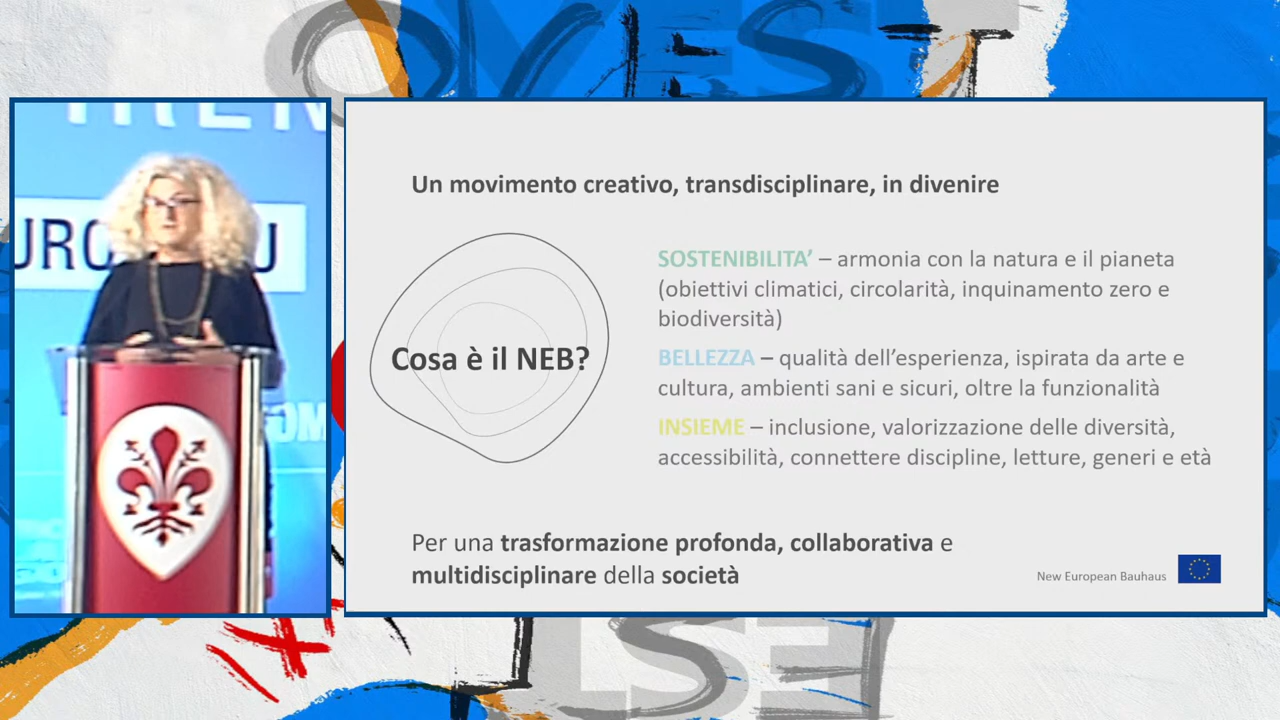 OVEST
Un movimento creativo, transdisciplinare, in divenire
Cosa è il NEB?
SOSTENIBILITA’ – armonia con la natura e il pianeta
(obiettivi climatici, circolarità, inquinamento zero e
biodiversità)
BELLEZZA – qualità dell’esperienza, ispirata da arte e
cultura, ambienti sani e sicuri, oltre la funzionalità
INSIEME – inclusione, valorizzazione delle diversità,
accessibilità, connettere discipline, letture, generi e età
Per una trasformazione profonda, collaborativa e
multidisciplinare della società
New European Bauhaus